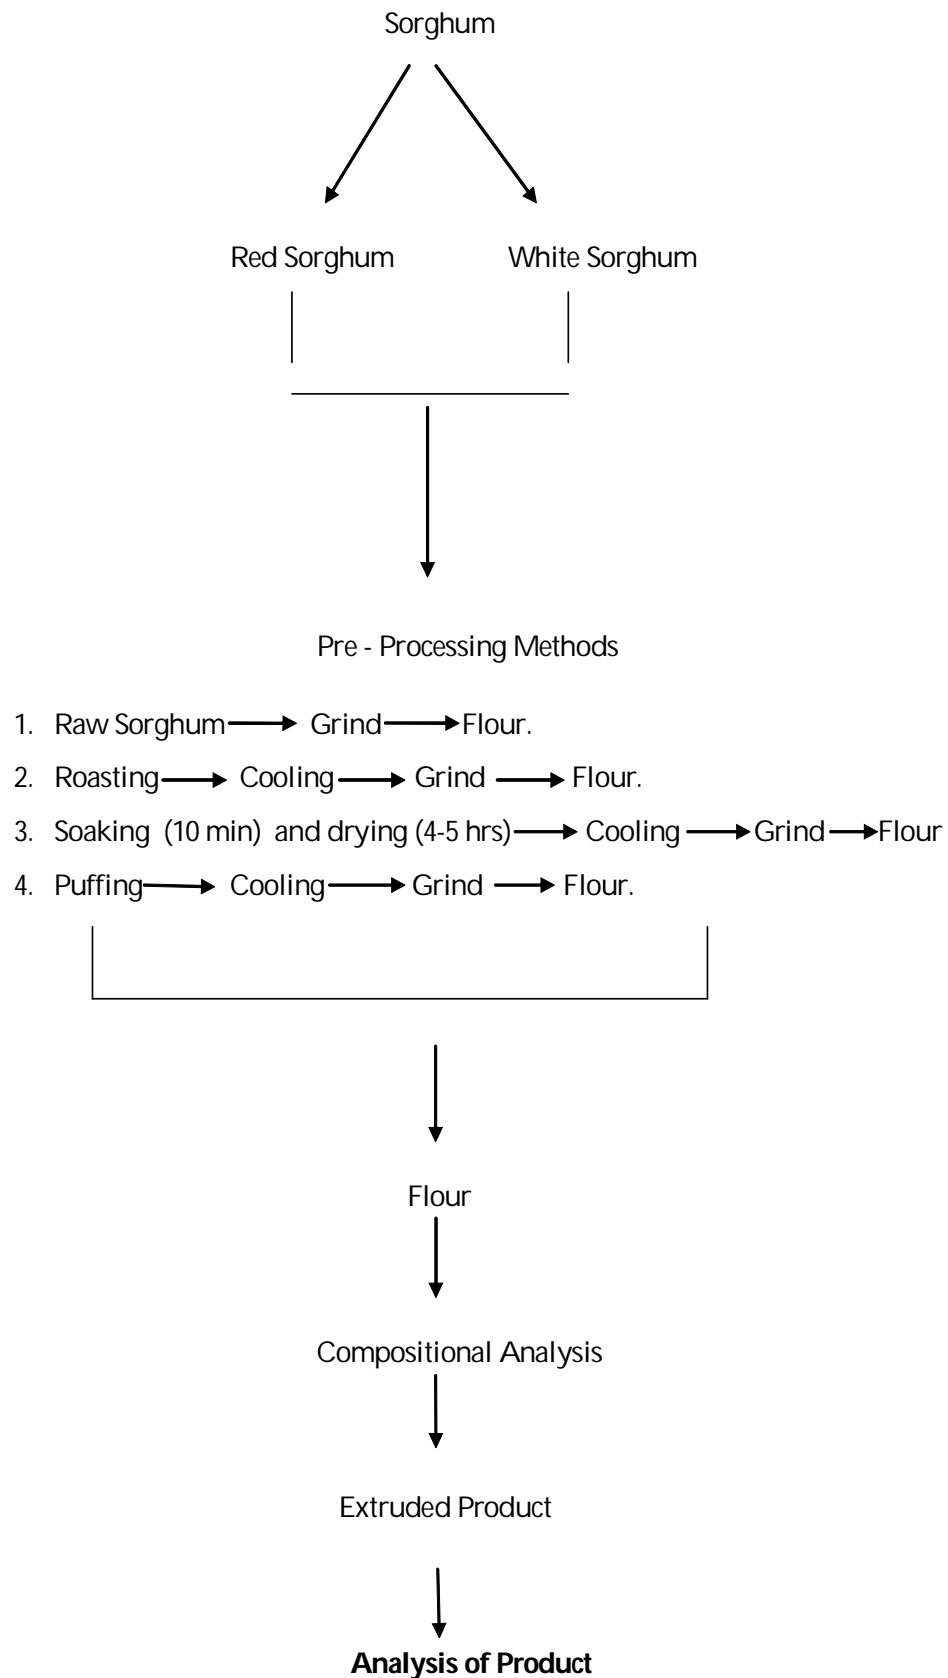 Sorghum
Red Sorghum White Sorghum
Pre - Processing Methods
1. Raw Sorghum Grind Flour.
2. Roasting Cooling Grind Flour.
3. Soaking (10 min) and drying (4-5 hrs) Cooling Grind Flour
4. Puffing Cooling Grind Flour.
Flour
Compositional Analysis
Extruded Product
Analysis of Product